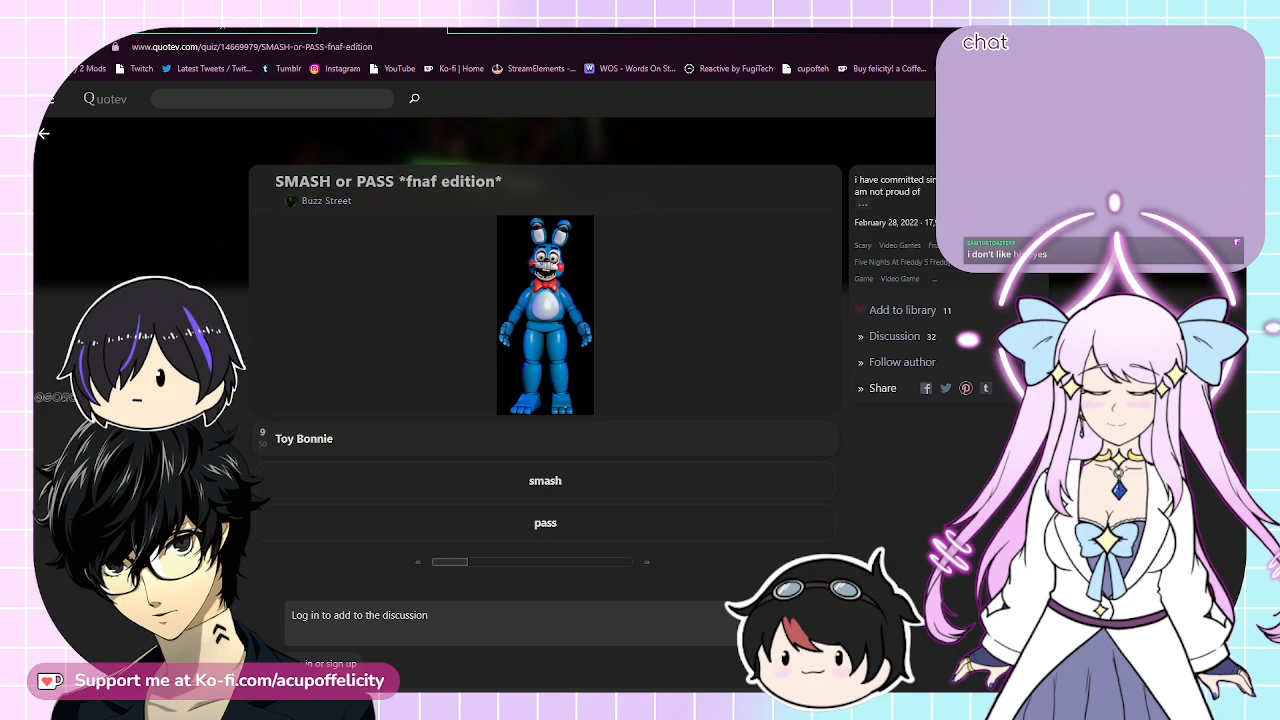 www.quotev.com/quiz/14669979/SMASH-or-PASS-fnaf-edition
2 Mods Twitch Latest Tweets / Twit... Tumblr Instagram YouTube Ko-fi | Home StreamElements -... WOS - Words On St... Reactive by FugiTech cupofteh Buy felicity! a Coffe...
Quotev
SMASH or PASS *fnaf edition*
Buzz Street
9
50
Toy Bonnie
smash
pass
«
»
Log in to add to the discussion
in or sign up
i have committed sin
am not proud of
...
February 28, 2022 ·
Scary Video Games
Five Nights At Freddy S
Game Video Game ...
Add to library 11
» Discussion 32
» Follow author
» Share
chat
SAMTHETOASTERR
i don't like his eyes
Support me at Ko-fi.com/acupoffelicity